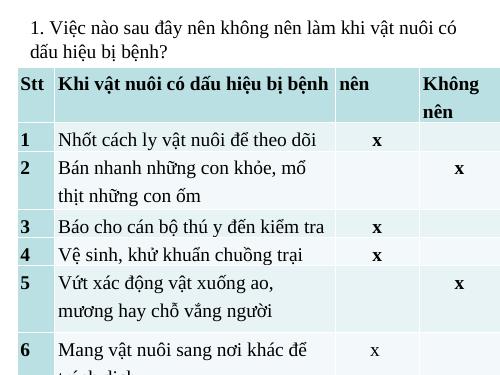 1. Việc nào sau đây nên không nên làm khi vật nuôi có
dấu hiệu bị bệnh?
Stt Khi vật nuôi có dấu hiệu bị bệnh nên Không
nên
1 Nhốt cách ly vật nuôi để theo dõi x
2 Bán nhanh những con khỏe, mổ x
thịt những con ốm
3 Báo cho cán bộ thú y đến kiểm tra x
4 Vệ sinh, khử khuẩn chuồng trại x
5 Vứt xác động vật xuống ao, x
mương hay chỗ vắng người
6 Mang vật nuôi sang nơi khác để x